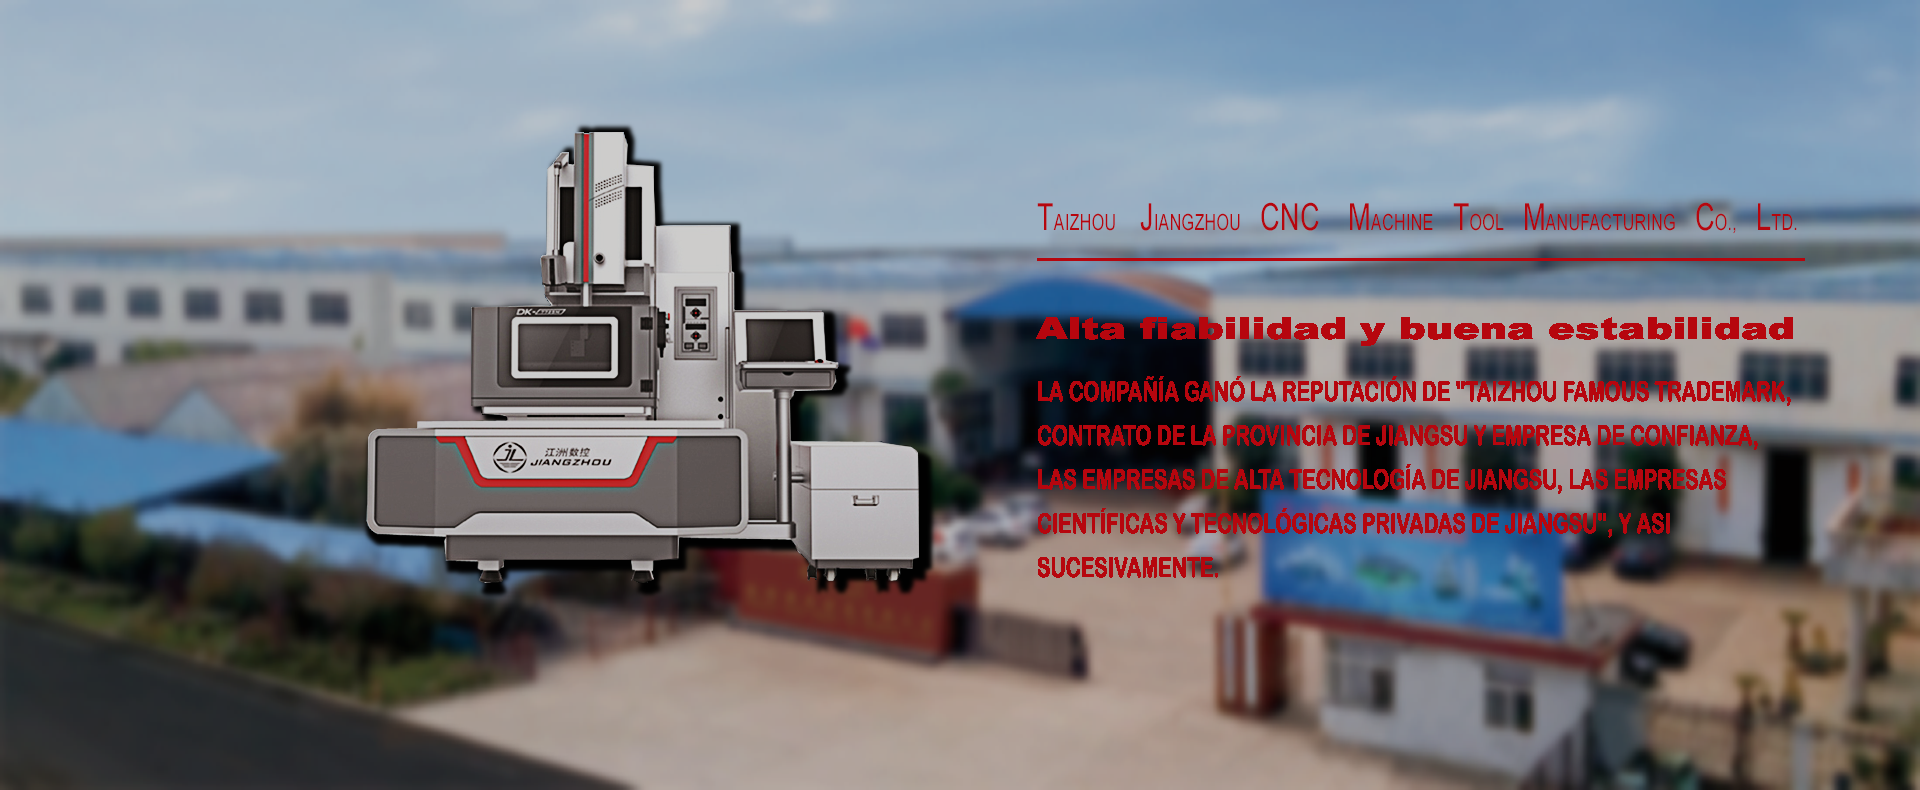 Taizhou Jiangzhou CNC Machine Tool Manufacturing Co., Ltd.
Alta fiabilidad y buena estabilidad
LA COMPAÑÍA GANÓ LA REPUTACIÓN DE "TAIZHOU FAMOUS TRADEMARK,
CONTRATO DE LA PROVINCIA DE JIANGSU Y EMPRESA DE CONFIANZA,
LAS EMPRESAS DE ALTA TECNOLOGÍA DE JIANGSU, LAS EMPRESAS
CIENTÍFICAS Y TECNOLÓGICAS PRIVADAS DE JIANGSU", Y ASI
SUCESIVAMENTE.
DK-
JL
江洲数控
JIANGZHOU